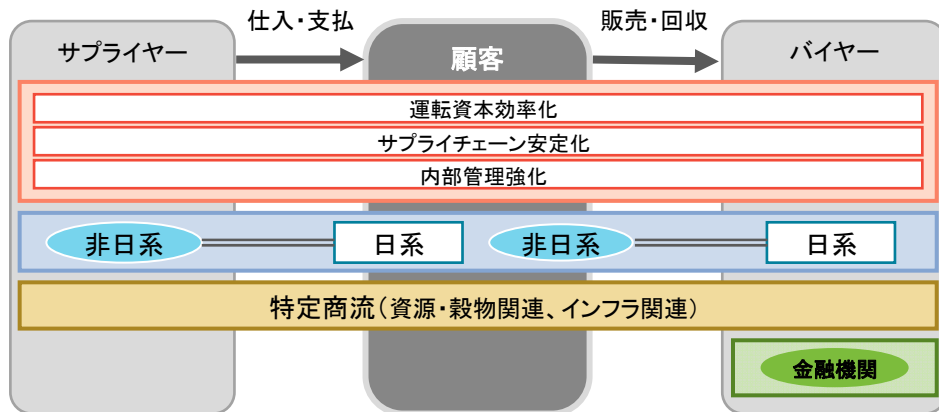 仕入・支払
販売・回収
サプライヤー
顧客
バイヤー
運転資本効率化
サプライチェーン安定化
内部管理強化
非日系
日系
非日系
日系
特定商流（資源・穀物関連、インフラ関連）
金融機関